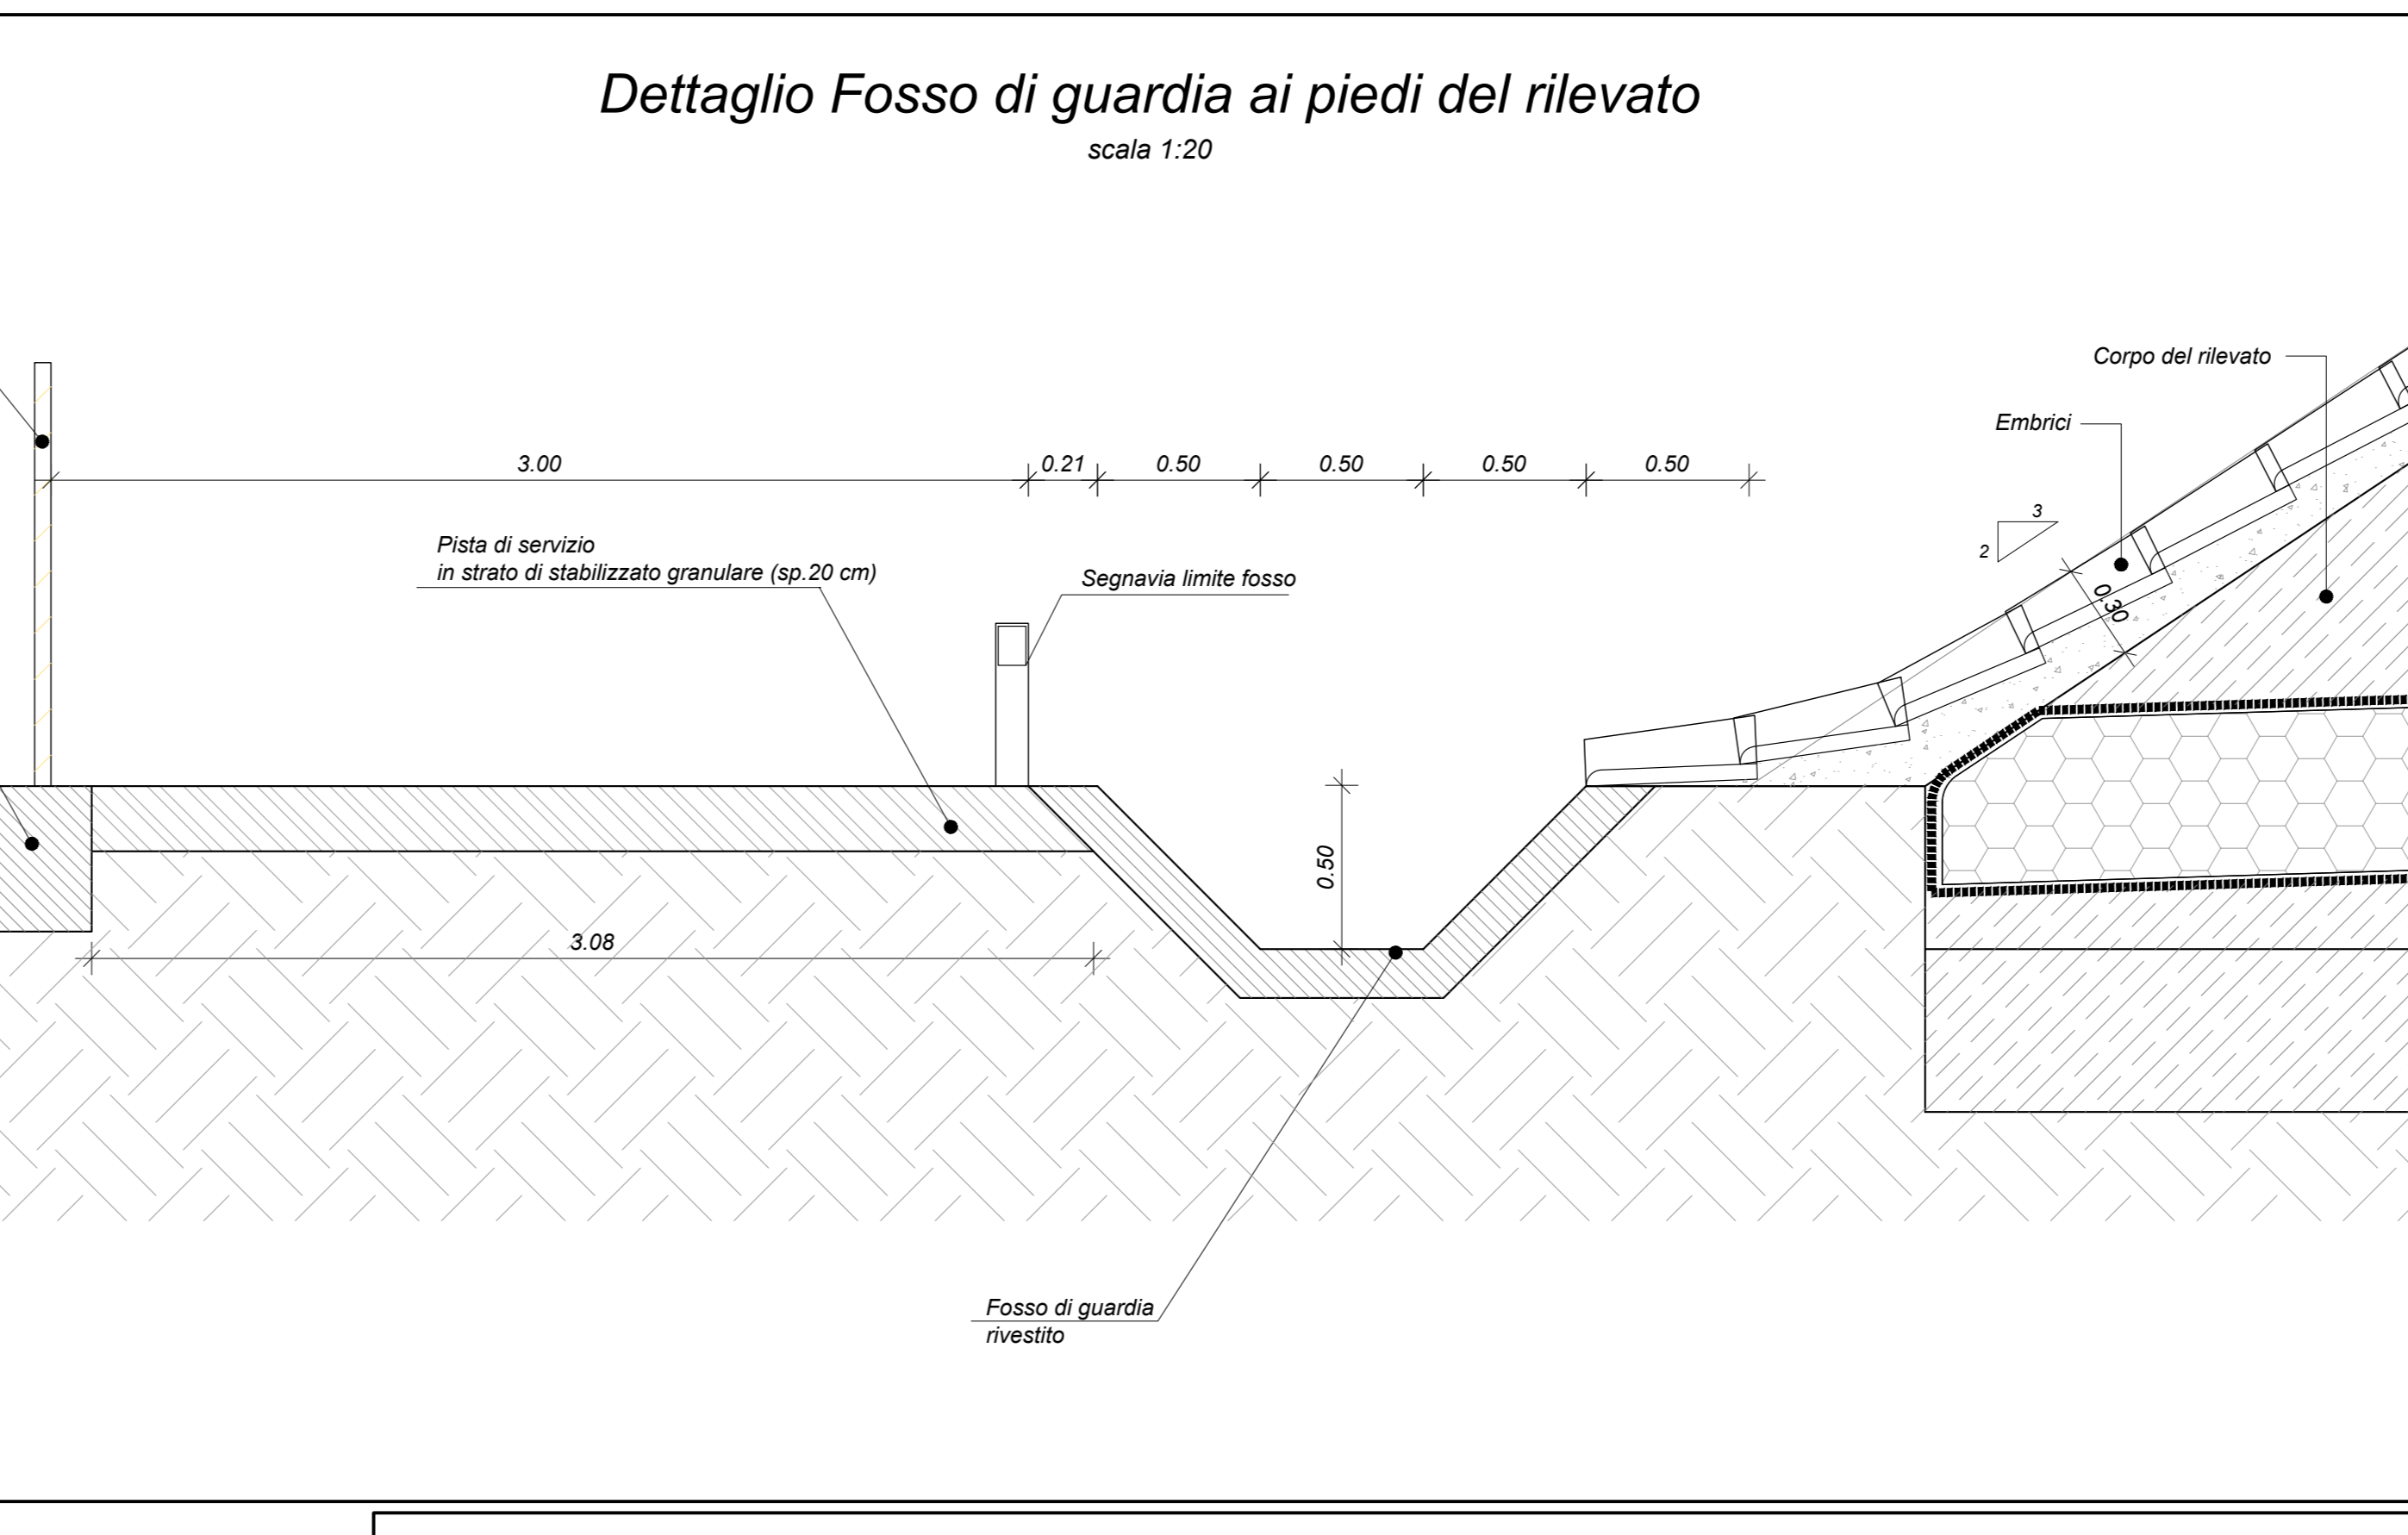 Dettaglio Fosso di guardia ai piedi del rilevato
scala 1:20
Corpo del rilevato
Embrici
3.00
0.21
0.50
0.50
0.50
0.50
3
2
Pista di servizio
in strato di stabilizzato granulare (sp.20 cm)
Segnavia limite fosso
0.30
0.50
3.08
Fosso di guardia
rivestito